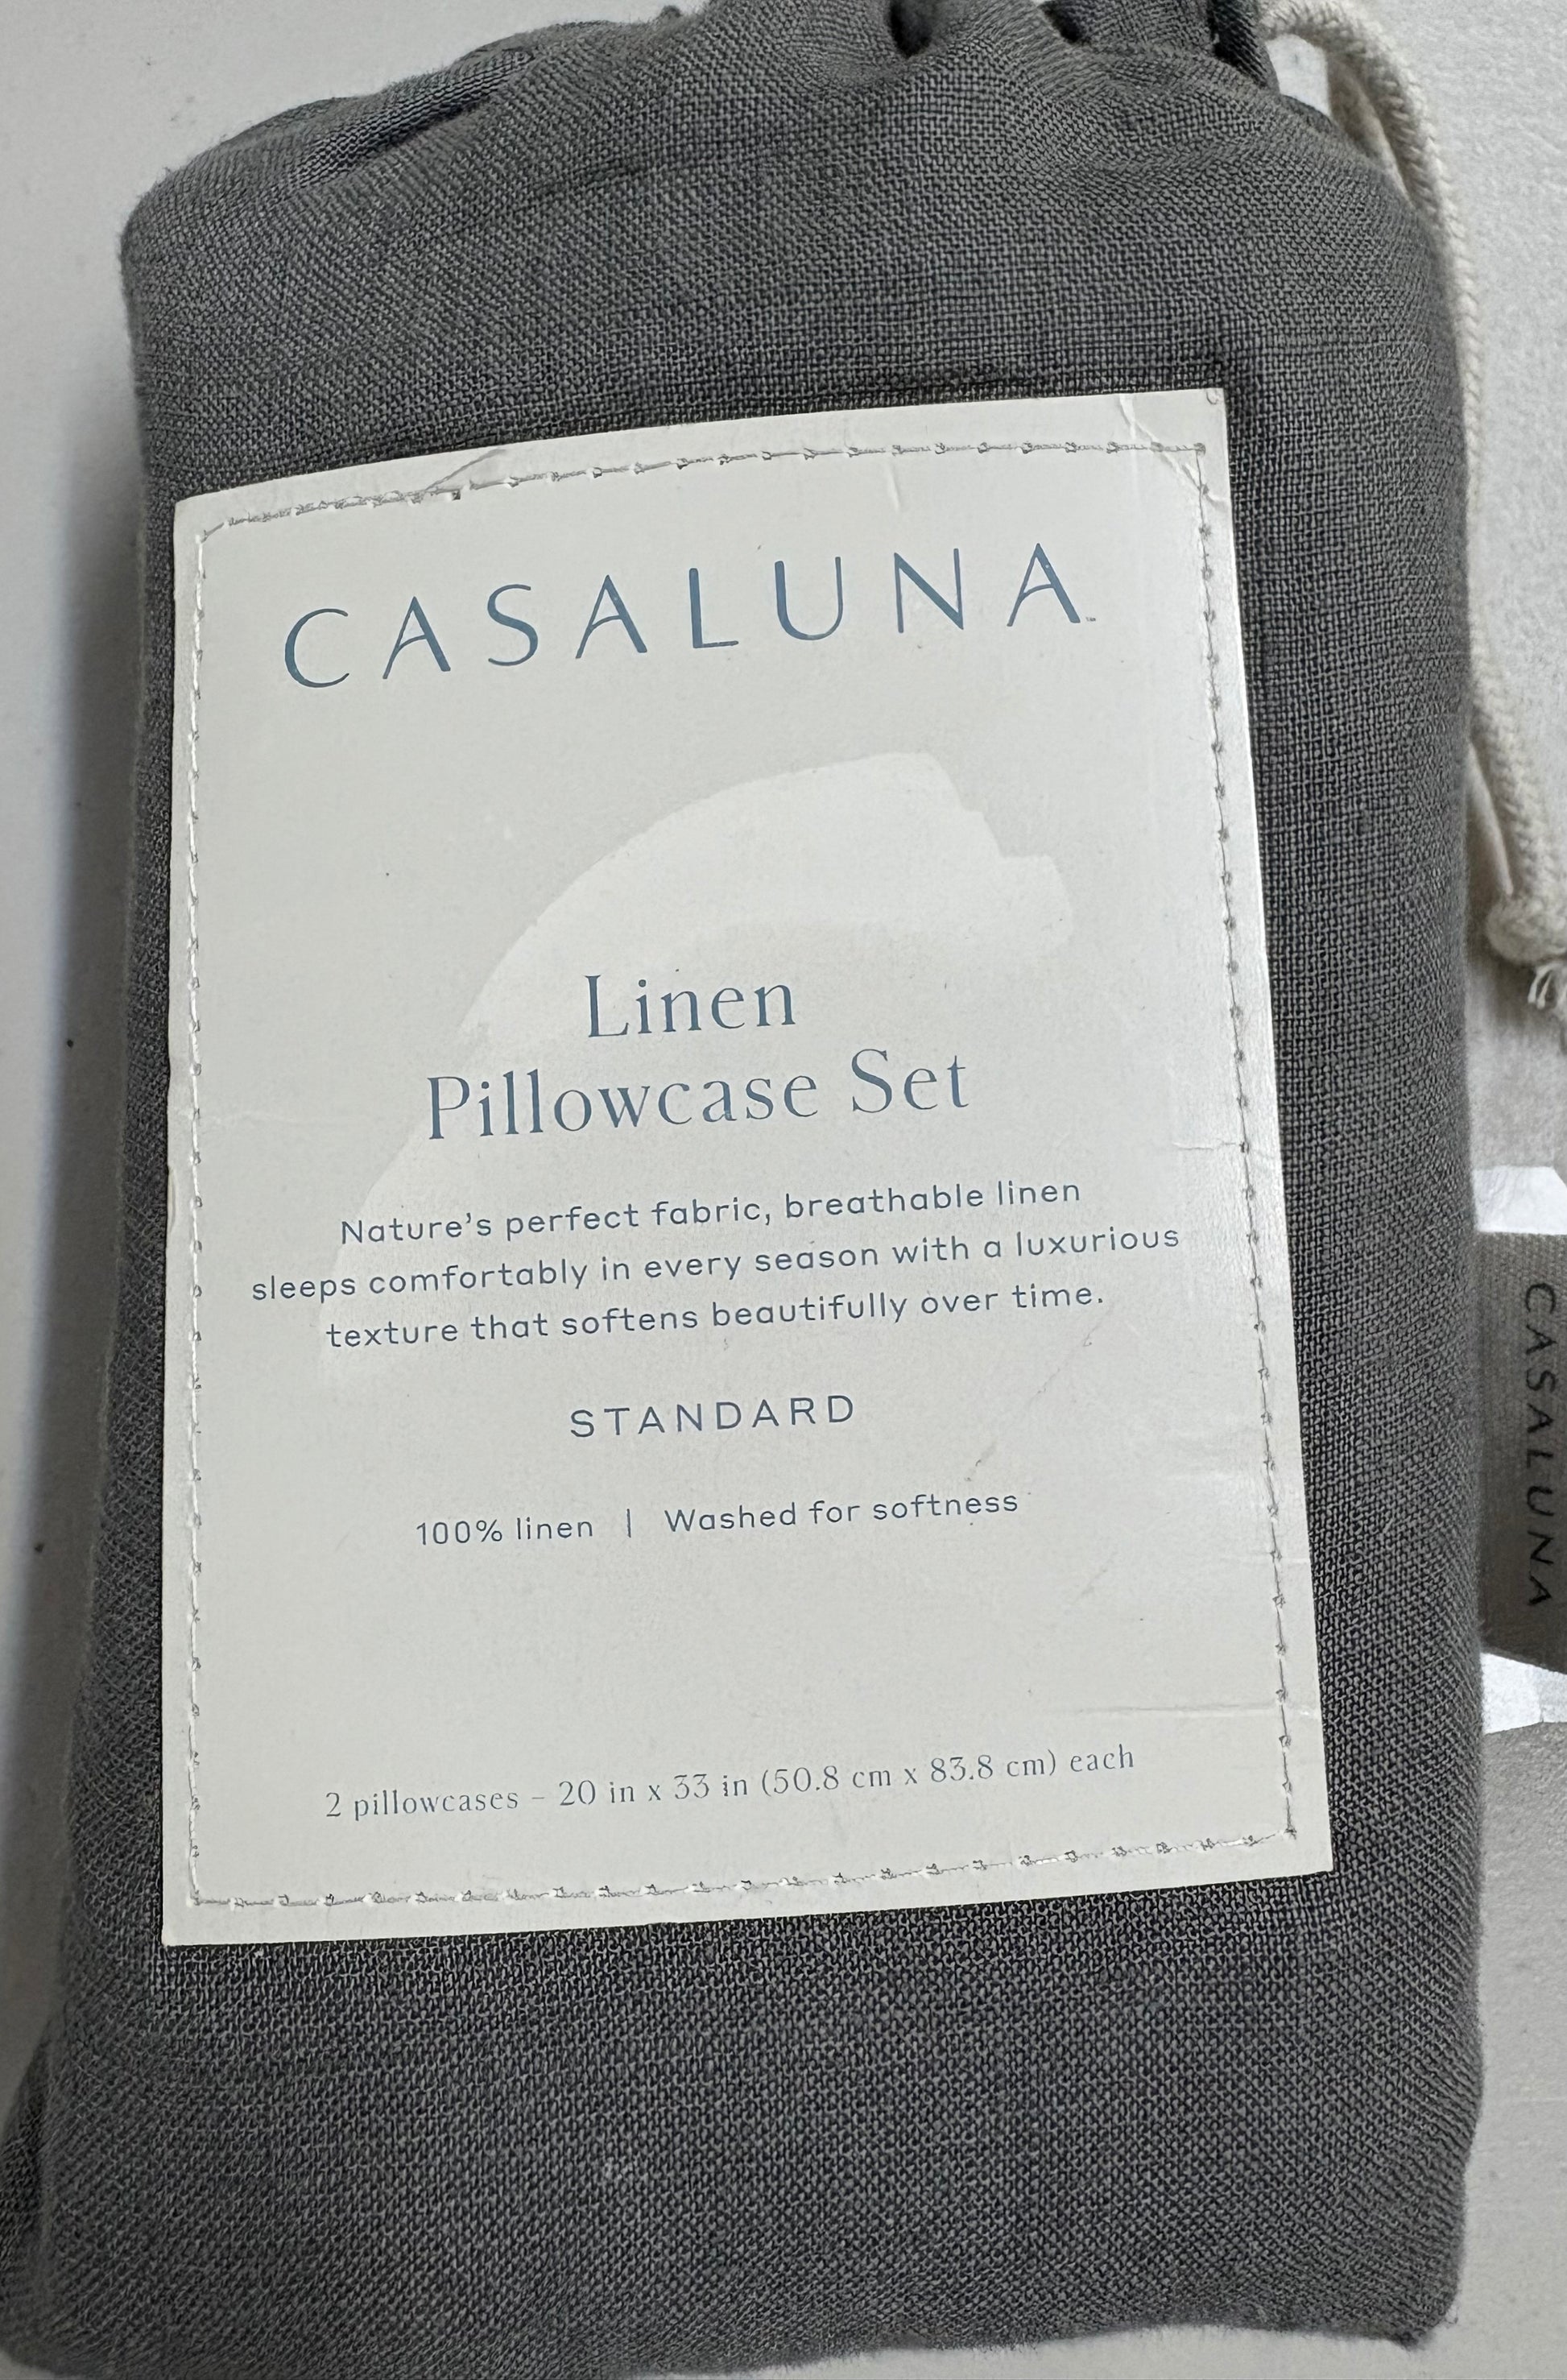 CASALUNA™
Linen
Pillowcase Set
Nature's perfect fabric, breathable linen
sleeps comfortably in every season with a luxurious
texture that softens beautifully over time.
STANDARD
100% linen | Washed for softness
2 pillowcases – 20 in x 33 in (50.8 cm x 83.8 cm) each
CASALUNA